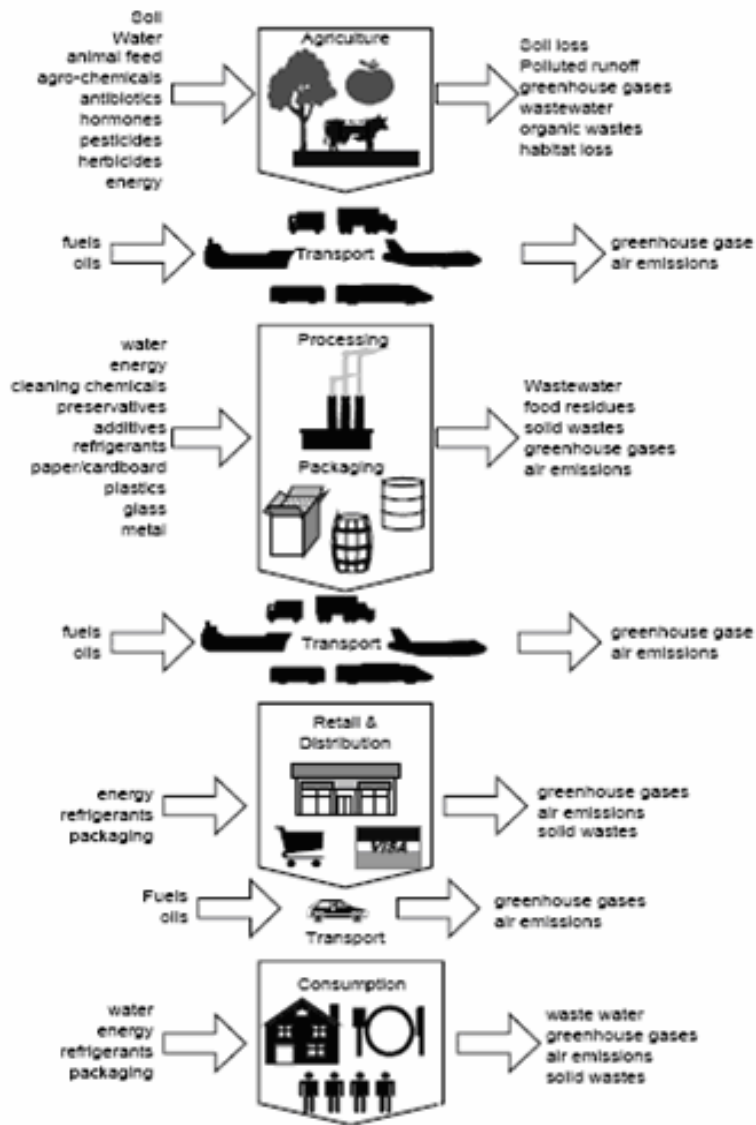 Soil
Water
animal feed
agro-chemicals
antibiotics
hormones
pesticides
herbicides
energy
Agriculture
Soil loss
Polluted runoff
greenhouse gases
wastewater
organic wastes
habitat loss
fuels
oils
Transport
greenhouse gase
air emissions
water
energy
cleaning chemicals
preservatives
additives
refrigerants
paper/cardboard
plastics
glass
metal
Processing
Packaging
Wastewater
food residues
solid wastes
greenhouse gases
air emissions
fuels
oils
Transport
greenhouse gase
air emissions
energy
refrigerants
packaging
Retail &
Distribution
VISA
greenhouse gases
air emissions
solid wastes
Fuels
oils
Transport
greenhouse gases
air emissions
water
energy
refrigerants
packaging
Consumption
waste water
greenhouse gases
air emissions
solid wastes